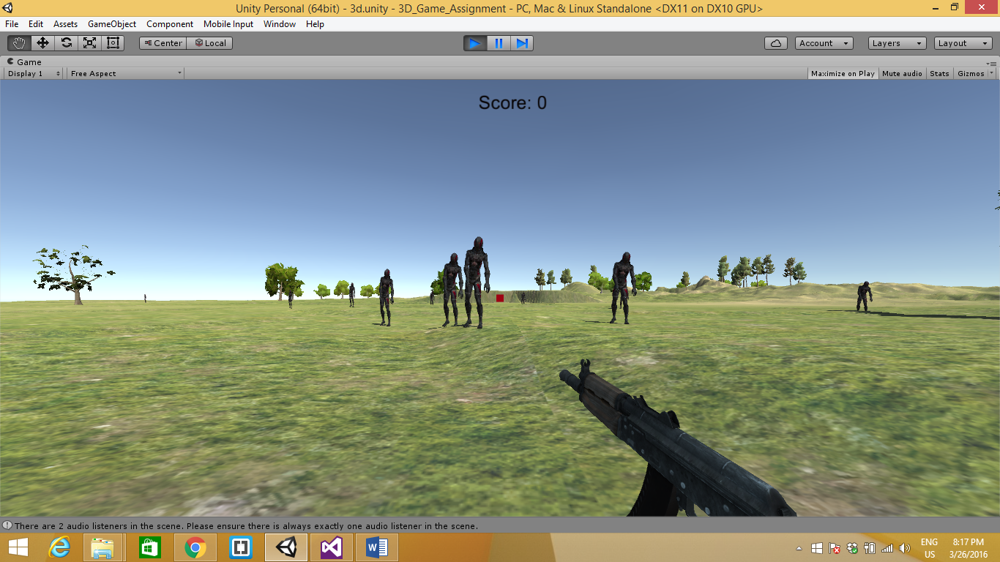 Unity Personal (64bit) - 3d.unity - 3D_Game_Assignment - PC, Mac & Linux Standalone <DX11 on DX10 GPU>
File Edit Assets GameObject Component Mobile Input Window Help
Center Local Account Layers Layout
Game
Display 1 Free Aspect Maximize on Play Mute audio Stats Gizmos
Score: 0
There are 2 audio listeners in the scene. Please ensure there is always exactly one audio listener in the scene.
ENG 8:17 PM
US 3/26/2016